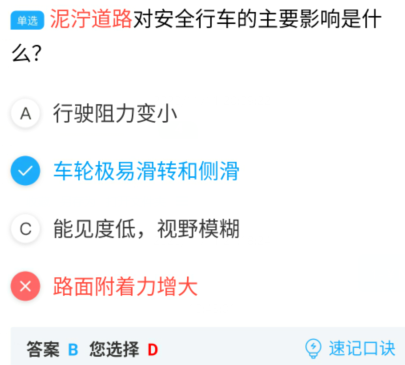 单选 泥泞道路对安全行车的主要影响是什
么?
A 行驶阻力变小
车轮极易滑转和侧滑
C 能见度低，视野模糊
路面附着力增大
答案 B 您选择 D 速记口诀